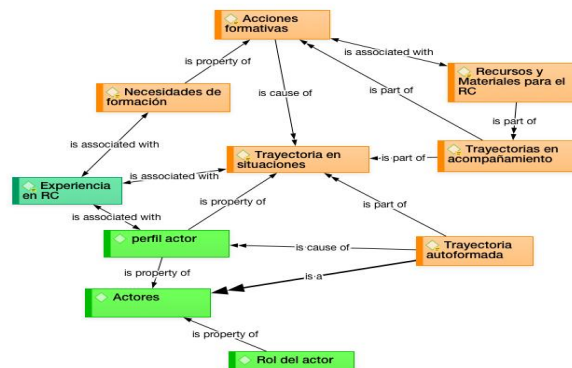 Acciones
formativas
is associated with
is property of
Recursos y
Materiales para el
RC
Necesidades de
formación
is cause of
is part of
is part of
is associated with
Trayectoria en
situaciones
is part of
Trayectorias en
acompañamiento
is associated with
Experiencia
en RC
is associated with
is property of
is part of
perfil actor
is cause of
Trayectoria
autoformada
is property of
is a
Actores
is property of
Rol del actor